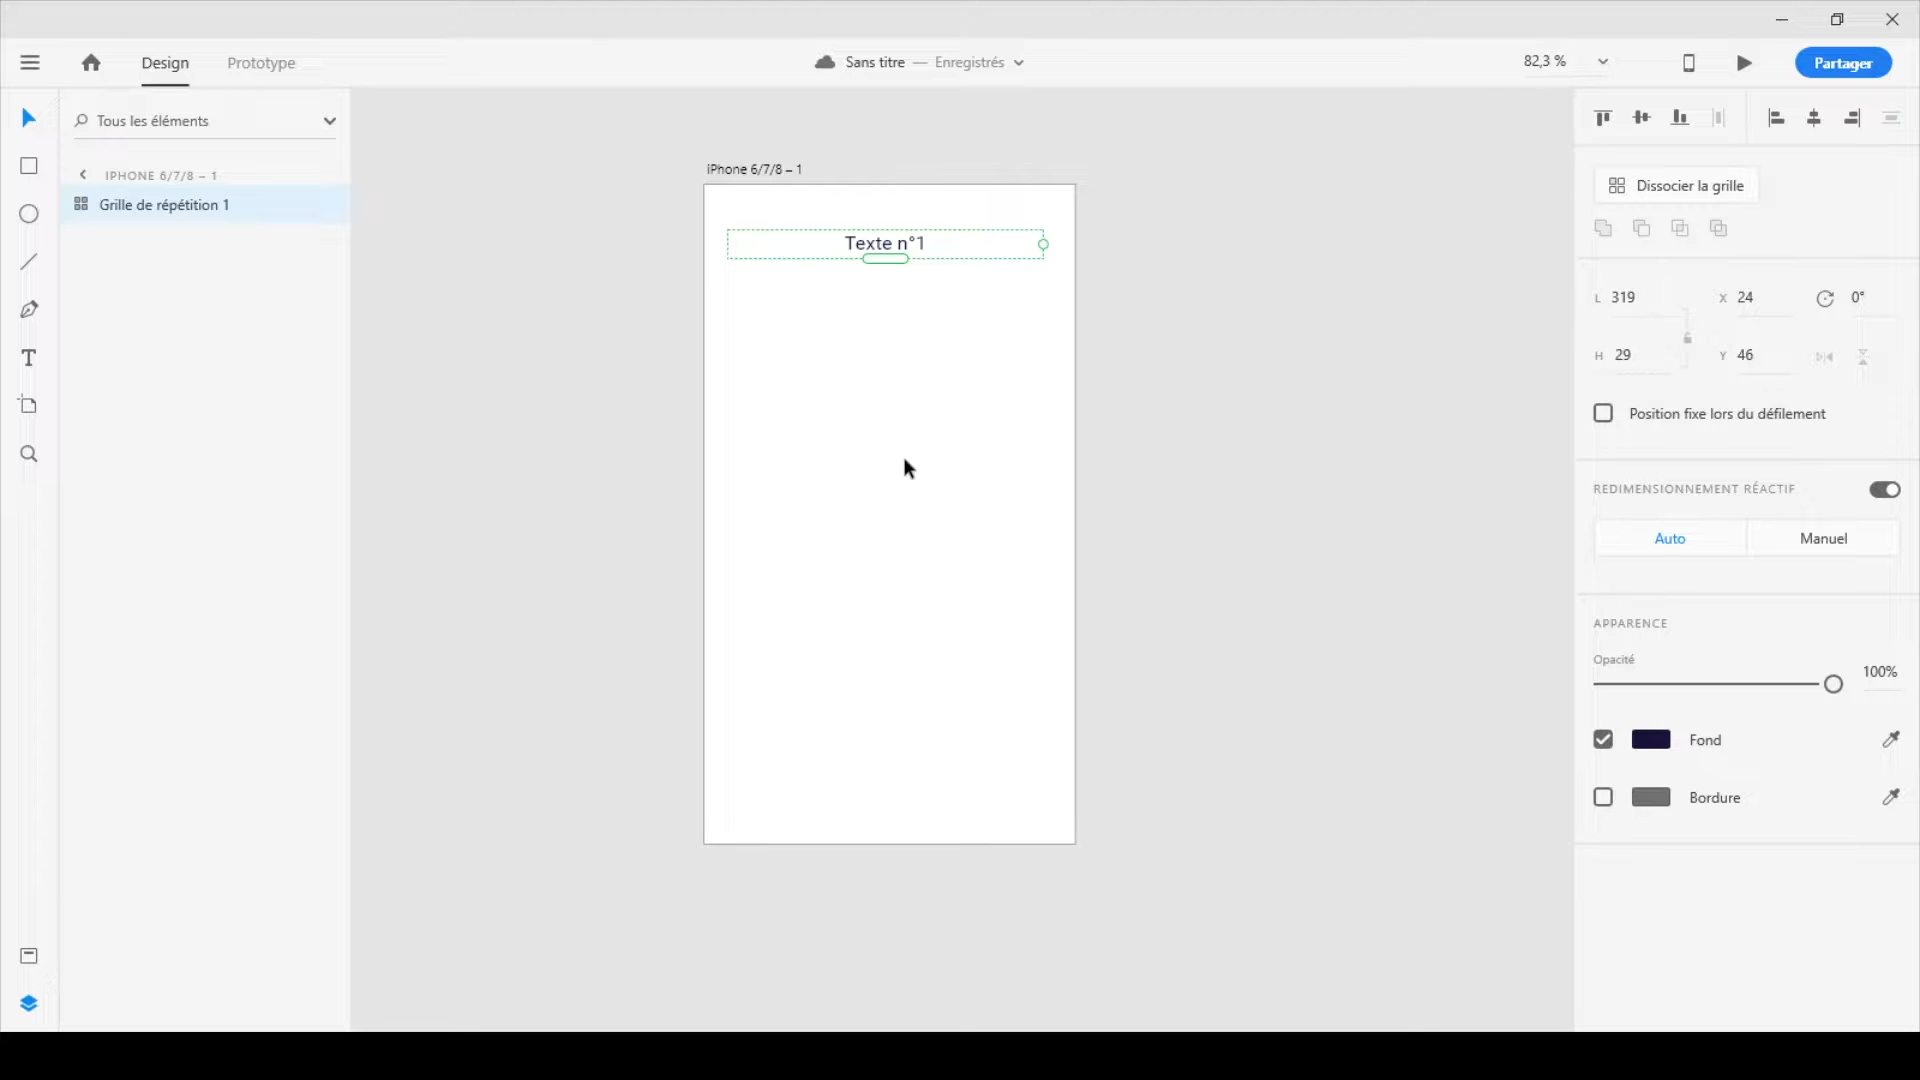 Design
Prototype
Sans titre — Enregistrés
82,3 %
Partager
Tous les éléments
IPHONE 6/7/8 – 1
Grille de répétition 1
iPhone 6/7/8 – 1
Texte n°1
Dissocier la grille
L 319
X 24
0°
H 29
Y 46
Position fixe lors du défilement
REDIMENSIONNEMENT RÉACTIF
Auto
Manuel
APPARENCE
Opacité
100%
Fond
Bordure